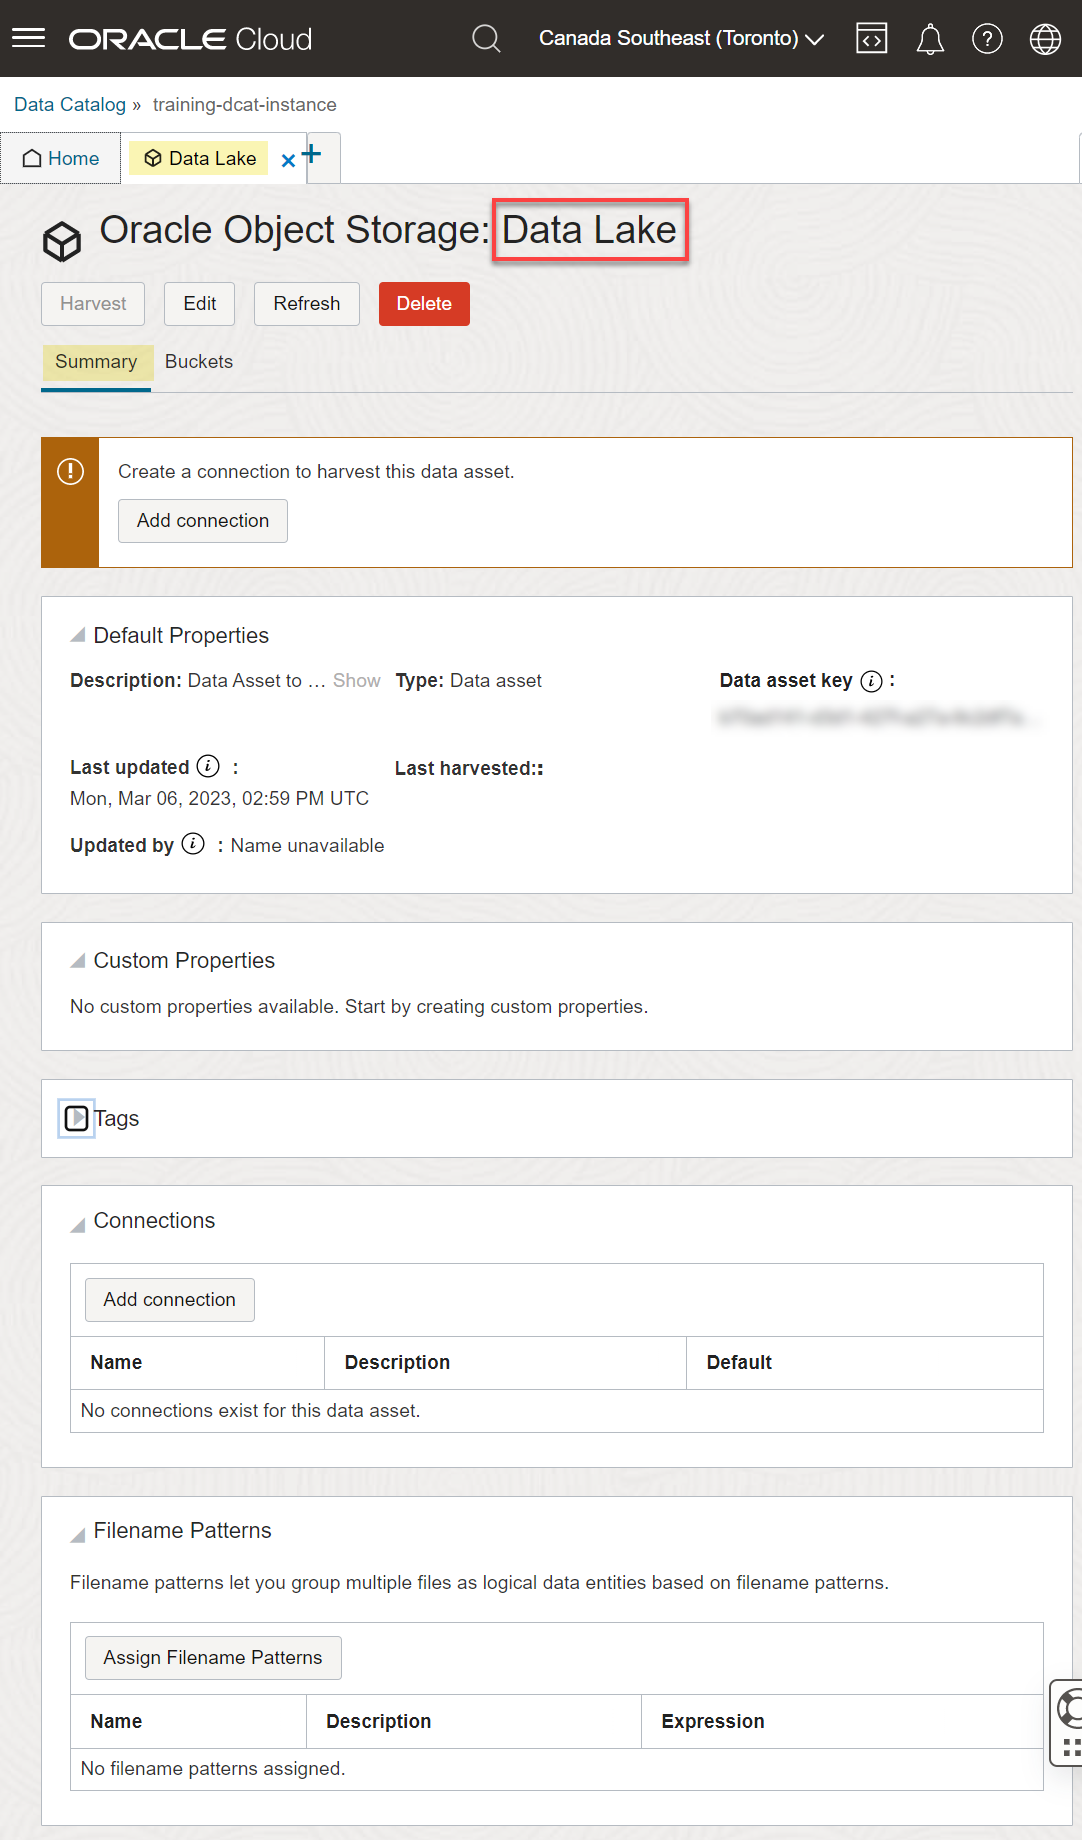 ORACLE Cloud
Canada Southeast (Toronto)
Data Catalog » training-dcat-instance
Home
Data Lake ×
+
Oracle Object Storage: Data Lake
Harvest Edit Refresh Delete
Summary Buckets
Create a connection to harvest this data asset.
Add connection
Default Properties
Description: Data Asset to ... Show Type: Data asset Data asset key i :
Last updated i : Last harvested::
Mon, Mar 06, 2023, 02:59 PM UTC
Updated by i : Name unavailable
Custom Properties
No custom properties available. Start by creating custom properties.
Tags
Connections
Add connection
Name Description Default
No connections exist for this data asset.
Filename Patterns
Filename patterns let you group multiple files as logical data entities based on filename patterns.
Assign Filename Patterns
Name Description Expression
No filename patterns assigned.